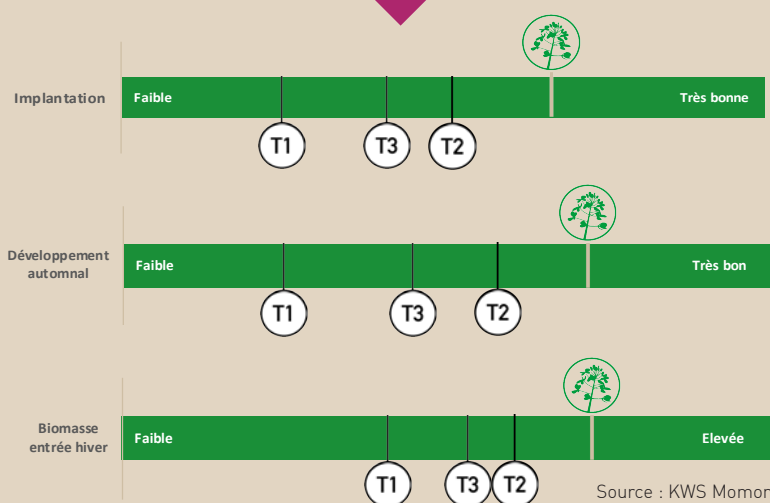 Implantation
Faible
Très bonne
T1
T3
T2
Développement
automnal
Faible
Très bon
T1
T3
T2
Biomasse
entrée hiver
Faible
Elevée
T1
T3
T2
Source : KWS Momon